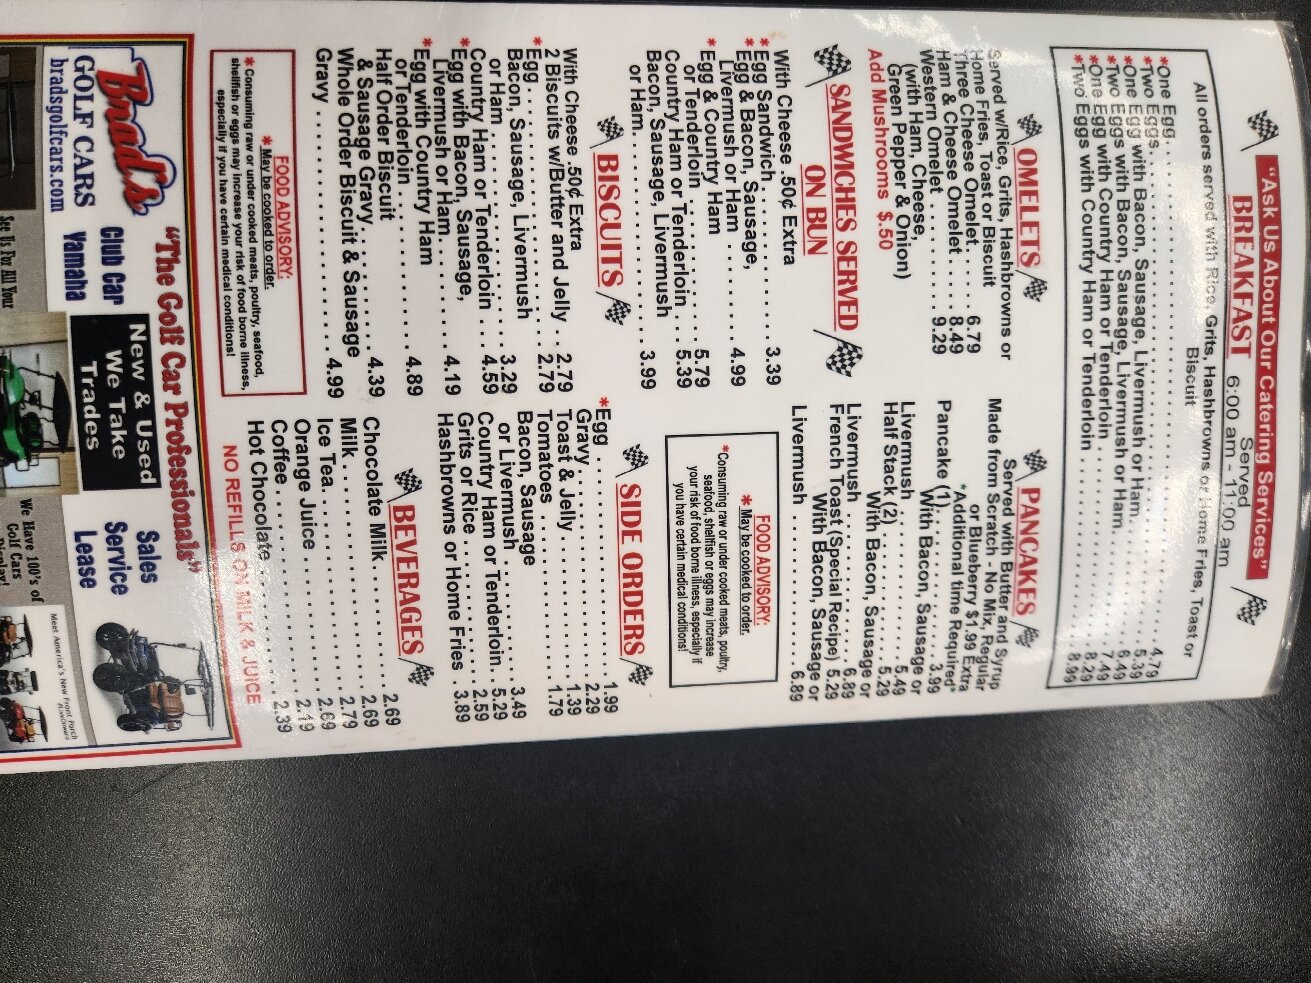 "Ask Us About Our Catering Services"
BREAKFAST
Served
6:00 am - 11:00 am
All orders served with Rice, Grits, Hashbrowns or Home Fries, Toast or
Biscuit
*One Egg 4.79
*Two Eggs 5.39
*One Egg with Bacon, Sausage, Livermush or Ham 6.49
*Two Eggs with Bacon, Sausage, Livermush or Ham 7.49
*One Egg with Country Ham or Tenderloin 8.29
*Two Eggs with Country Ham or Tenderloin 8.99
OMELETS
Served w/Rice, Grits, Hashbrowns or
Home Fries, Toast or Biscuit
Three Cheese Omelet 6.79
Ham & Cheese Omelet 8.49
Western Omelet 9.29
(with Ham, Cheese,
Green Pepper & Onion)
Add Mushrooms $.50
SANDWICHES SERVED
ON BUN
With Cheese .50¢ Extra
*Egg Sandwich 3.39
*Egg & Bacon, Sausage,
Livermush or Ham 4.99
*Egg & Country Ham
or Tenderloin 5.79
Country Ham or Tenderloin 5.39
Bacon, Sausage, Livermush
or Ham 3.99
BISCUITS
With Cheese .50¢ Extra
2 Biscuits w/Butter and Jelly 2.79
*Egg 2.79
Bacon, Sausage, Livermush
or Ham 3.29
Country Ham or Tenderloin 4.59
*Egg with Bacon, Sausage,
Livermush or Ham 4.19
*Egg with Country Ham
or Tenderloin 4.89
Half Order Biscuit
& Sausage Gravy 4.39
Whole Order Biscuit & Sausage
Gravy 4.99
FOOD ADVISORY:
* May be cooked to order.
* Consuming raw or under cooked meats, poultry, seafood,
shellfish or eggs may increase your risk of food borne illness,
especially if you have certain medical conditions!
PANCAKES
Served with Butter and Syrup
Made from Scratch - No Mix, Regular
or Blueberry $1.99 Extra
*Additional time Required*
Pancake (1) 3.99
With Bacon, Sausage or
Livermush 5.49
Half Stack (2) 5.29
With Bacon, Sausage or
Livermush 6.89
French Toast (Special Recipe) 5.29
With Bacon, Sausage or
Livermush 6.89
FOOD ADVISORY:
* May be cooked to order.
*Consuming raw or under cooked meats, poultry,
seafood, shellfish or eggs may increase
your risk of food borne illness, especially if
you have certain medical conditions!
SIDE ORDERS
*Egg 1.99
Gravy 2.29
Toast & Jelly 1.39
Tomatoes 1.79
Bacon, Sausage
or Livermush 3.49
Country Ham or Tenderloin 5.29
Grits or Rice 2.59
Hashbrowns or Home Fries 3.89
BEVERAGES
Chocolate Milk 2.69
Milk 2.69
Ice Tea 2.79
Orange Juice 2.69
Coffee 2.19
Hot Chocolate 2.39
NO REFILLS ON MILK & JUICE
"The Golf Car Professionals"
Brad's
GOLF CARS
bradsgolfcars.com
Club Car
Yamaha
New & Used
We Take
Trades
Sales
Service
Lease
See Us For All Your
We Have 100's of
Golf Cars
Display!
Meet America's New Front Porch